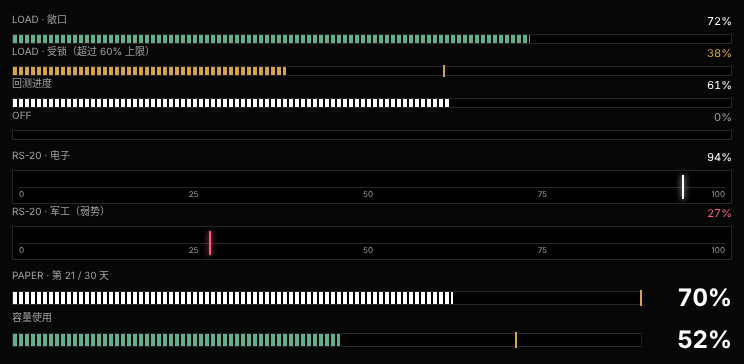 LOAD · 敞口 72%
LOAD · 受锁（超过 60% 上限） 38%
回测进度 61%
OFF 0%
RS-20 · 电子 94%
0 25 50 75 100
RS-20 · 军工（弱势） 27%
0 25 50 75 100
PAPER · 第 21 / 30 天
70%
容量使用
52%